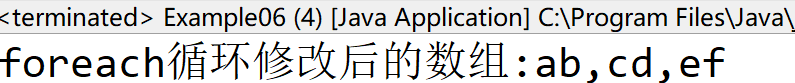 <terminated> Example06 (4) [Java Application] C:\Program Files\Java\
foreach循环修改后的数组:ab,cd,ef